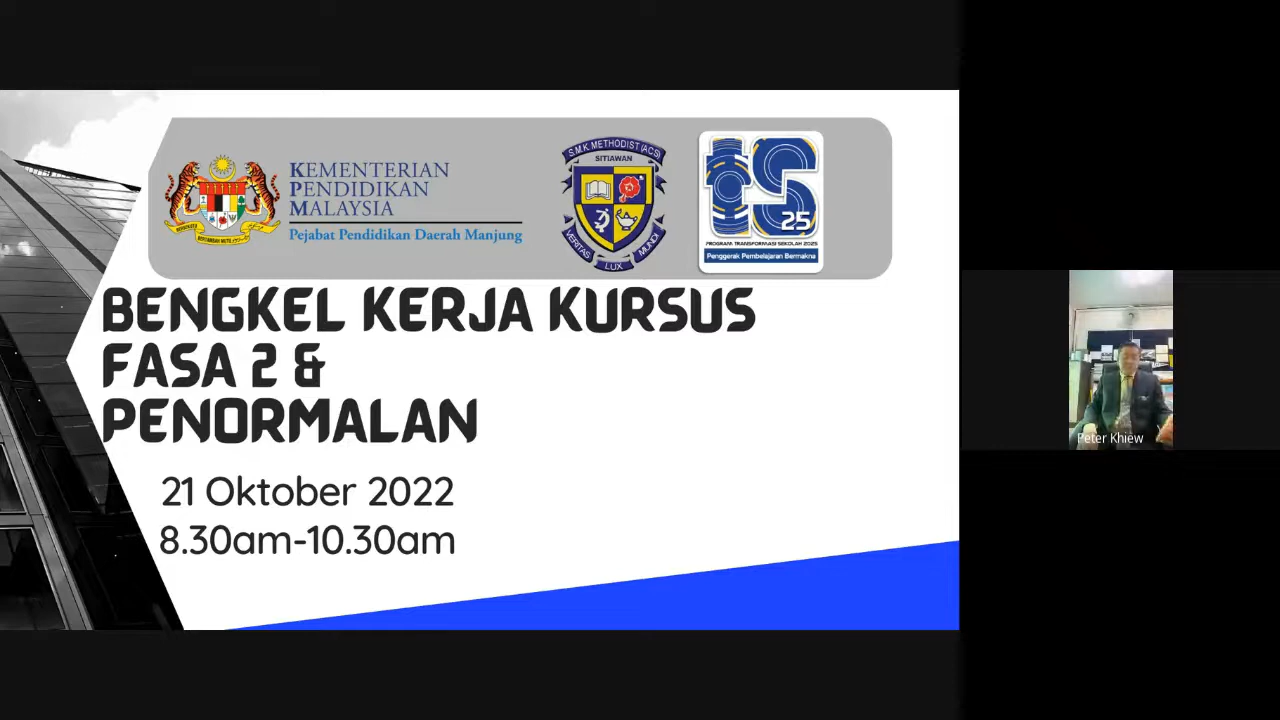 KEMENTERIAN
PENDIDIKAN
MALAYSIA
Pejabat Pendidikan Daerah Manjung
S.M.K METHODIST (ACS)
SITIAWAN
VERITAS LUX MUNDI
TS
25
PROGRAM TRANSFORMASI SEKOLAH 2025
Penggerak Pembelajaran Bermakna
BENGKEL KERJA KURSUS
FASA 2 &
PENORMALAN
21 Oktober 2022
8.30am-10.30am
Peter Khiew